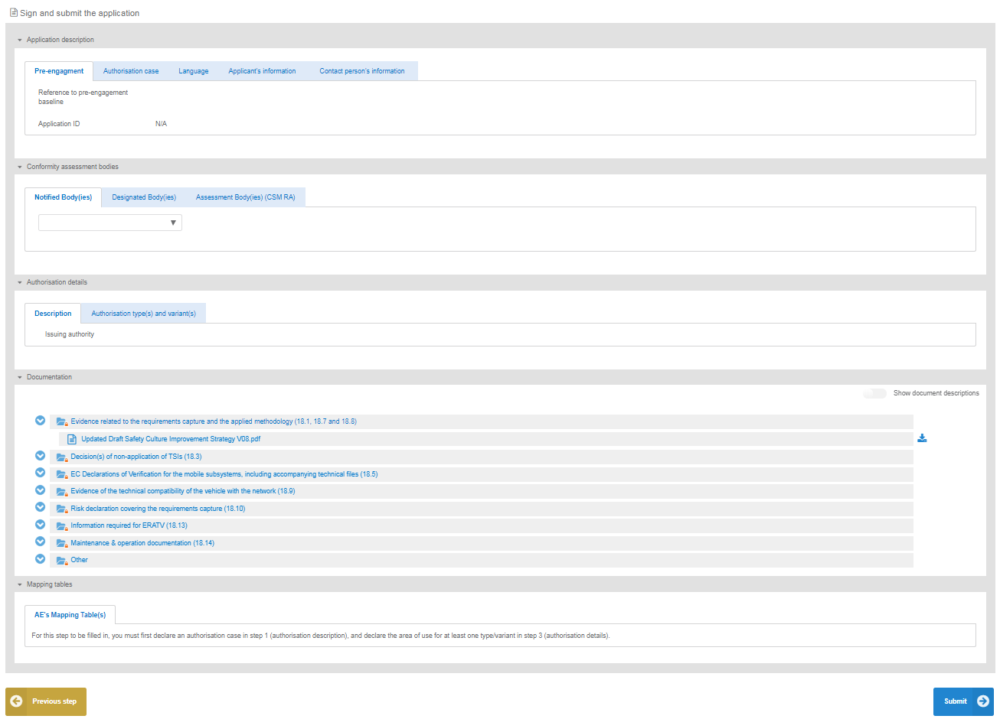 Sign and submit the application
Application description
Pre-engagment
Authorisation case
Language
Applicant's information
Contact person's information
Reference to pre-engagement
baseline
Application ID
N/A
Conformity assessment bodies
Notified Body(ies)
Designated Body(ies)
Assessment Body(ies) (CSM RA)
Authorisation details
Description
Authorisation type(s) and variant(s)
Issuing authority
Documentation
Show document descriptions
Evidence related to the requirements capture and the applied methodology (18.1, 18.7 and 18.8)
Updated Draft Safety Culture Improvement Strategy V08.pdf
Decision(s) of non-application of TSIs (18.3)
EC Declarations of Verification for the mobile subsystems, including accompanying technical files (18.5)
Evidence of the technical compatibility of the vehicle with the network (18.9)
Risk declaration covering the requirements capture (18.10)
Information required for ERATV (18.13)
Maintenance & operation documentation (18.14)
Other
Mapping tables
AE's Mapping Table(s)
For this step to be filled in, you must first declare an authorisation case in step 1 (authorisation description), and declare the area of use for at least one type/variant in step 3 (authorisation details).
Previous step
Submit